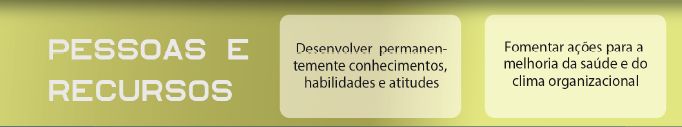 PESSOAS E
RECURSOS
Desenvolver permanen-
temente conhecimentos,
habilidades e atitudes
Fomentar ações para a
melhoria da saúde e do
clima organizacional